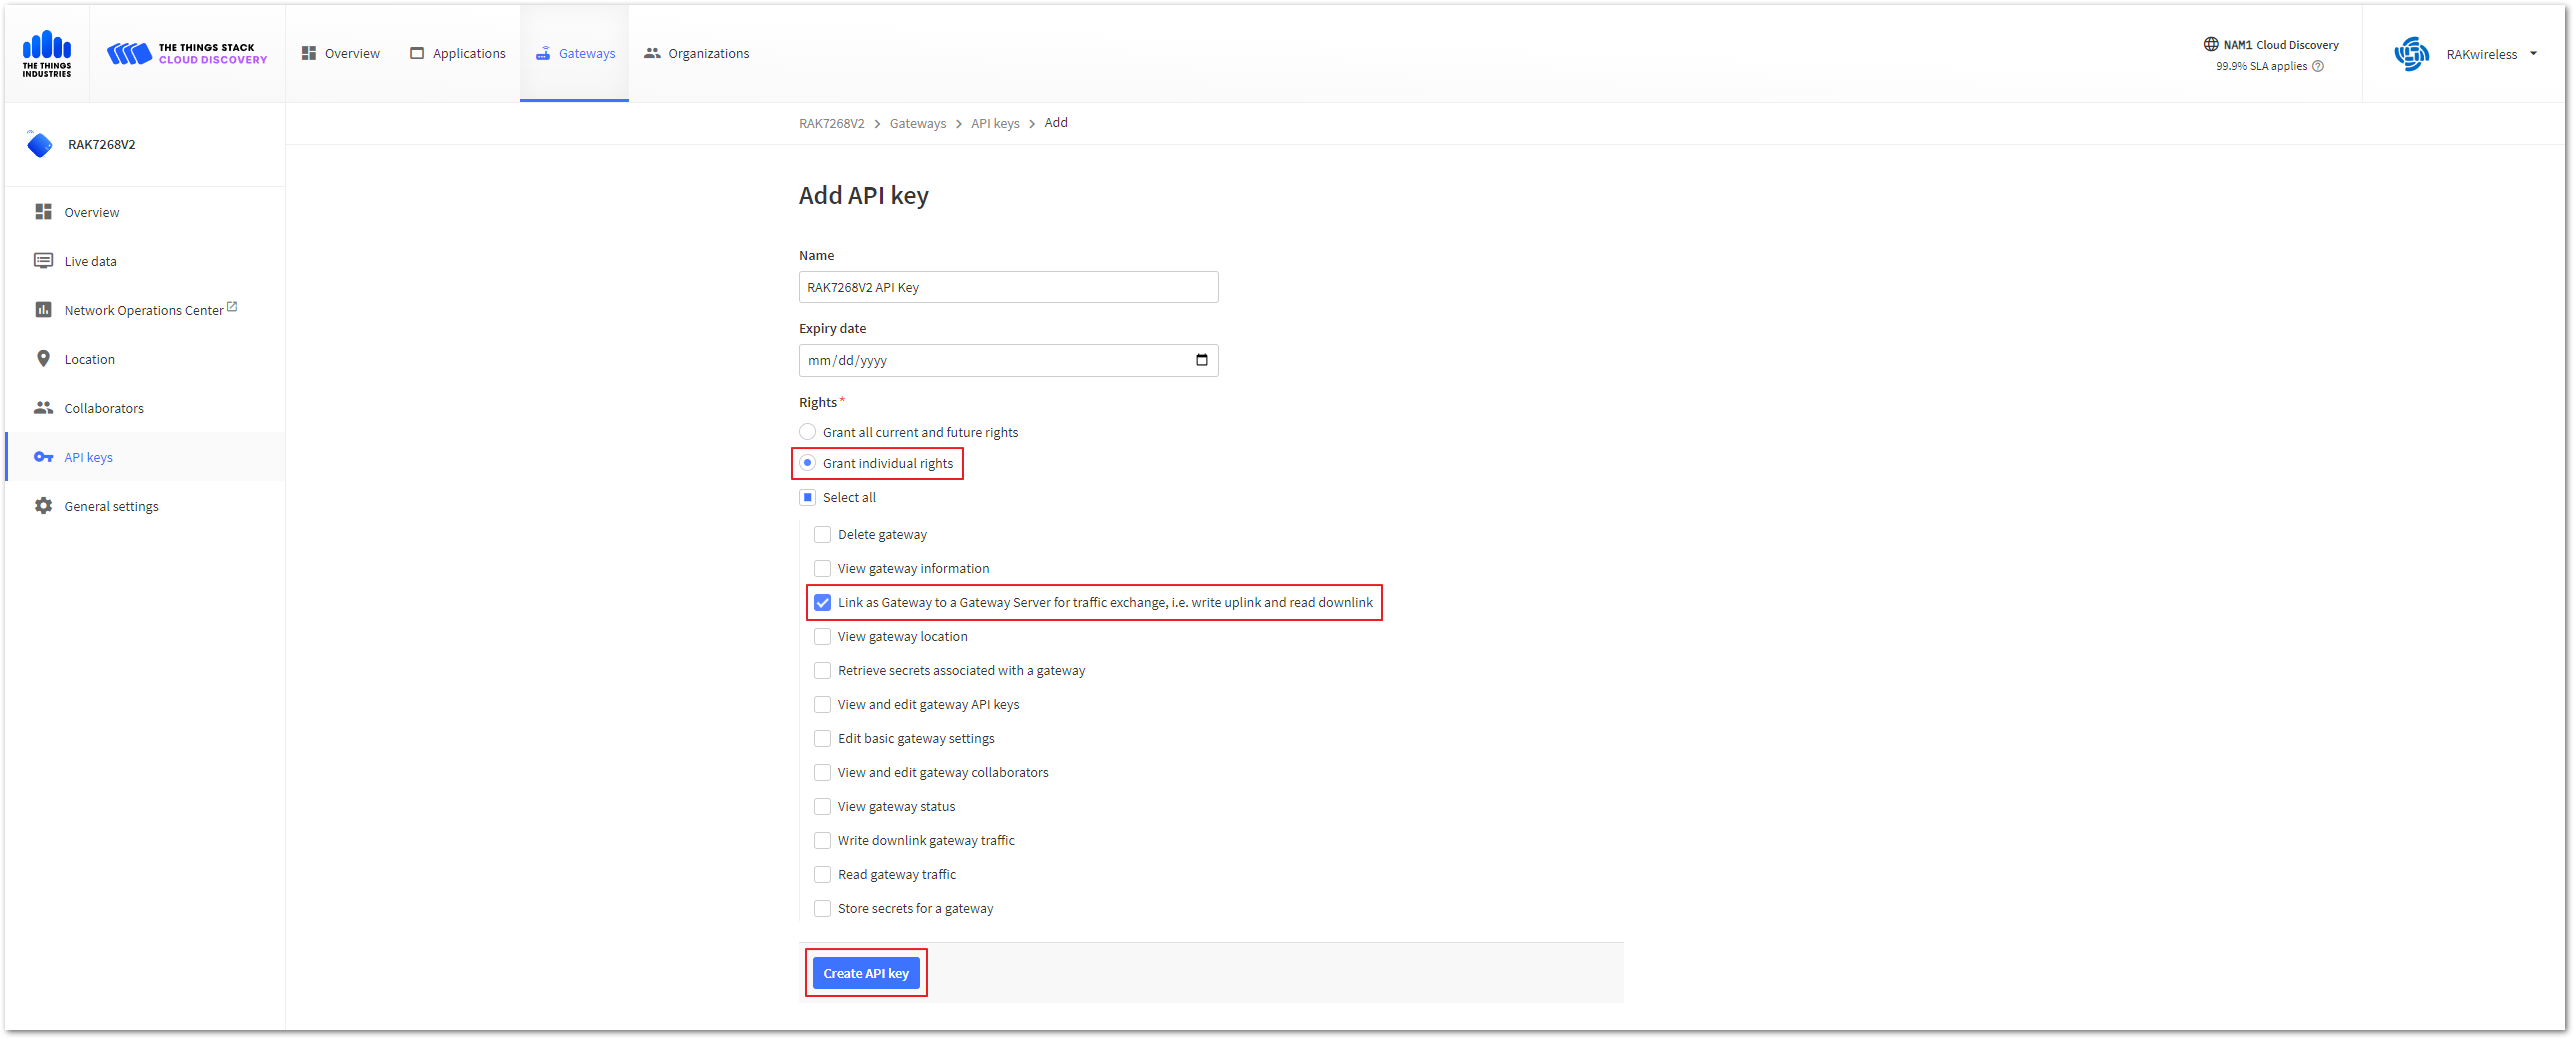 THE THINGS
INDUSTRIES
THE THINGS STACK
CLOUD DISCOVERY
Overview
Applications
Gateways
Organizations
NAM1 Cloud Discovery
99.9% SLA applies
RAKwireless
RAK7268V2
Overview
Live data
Network Operations Center
Location
Collaborators
API keys
General settings
RAK7268V2 > Gateways > API keys > Add
Add API key
Name
RAK7268V2 API Key
Expiry date
mm/dd/yyyy
Rights*
Grant all current and future rights
Grant individual rights
Select all
Delete gateway
View gateway information
Link as Gateway to a Gateway Server for traffic exchange, i.e. write uplink and read downlink
View gateway location
Retrieve secrets associated with a gateway
View and edit gateway API keys
Edit basic gateway settings
View and edit gateway collaborators
View gateway status
Write downlink gateway traffic
Read gateway traffic
Store secrets for a gateway
Create API key